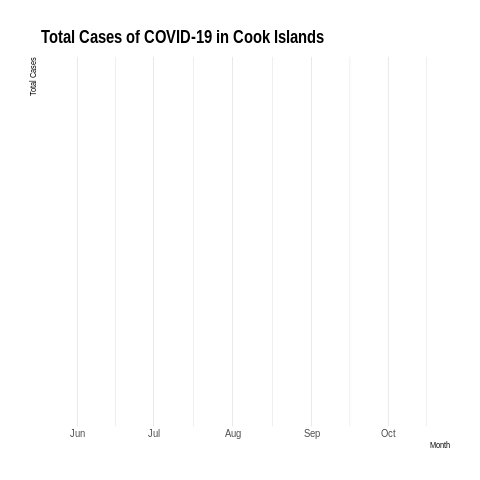 Total Cases of COVID-19 in Cook Islands
Total Cases
Jun Jul Aug Sep Oct
Month